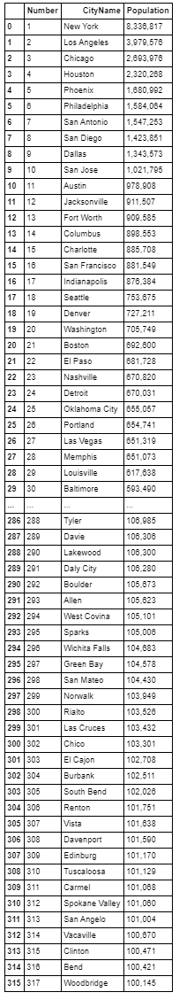 Number CityName Population
0 1 New York 8,336,817
1 2 Los Angeles 3,979,576
2 3 Chicago 2,693,976
3 4 Houston 2,320,268
4 5 Phoenix 1,680,992
5 6 Philadelphia 1,584,064
6 7 San Antonio 1,547,253
7 8 San Diego 1,423,851
8 9 Dallas 1,343,573
9 10 San Jose 1,021,795
10 11 Austin 978,908
11 12 Jacksonville 911,507
12 13 Fort Worth 909,585
13 14 Columbus 898,553
14 15 Charlotte 885,708
15 16 San Francisco 881,549
16 17 Indianapolis 876,384
17 18 Seattle 753,675
18 19 Denver 727,211
19 20 Washington 705,749
20 21 Boston 692,600
21 22 El Paso 681,728
22 23 Nashville 670,820
23 24 Detroit 670,031
24 25 Oklahoma City 655,057
25 26 Portland 654,741
26 27 Las Vegas 651,319
27 28 Memphis 651,073
28 29 Louisville 617,638
29 30 Baltimore 593,490
... ... ... ...
286 288 Tyler 106,985
287 289 Davie 106,306
288 290 Lakewood 106,300
289 291 Daly City 106,280
290 292 Boulder 105,673
291 293 Allen 105,623
292 294 West Covina 105,101
293 295 Sparks 105,006
294 296 Wichita Falls 104,683
295 297 Green Bay 104,578
296 298 San Mateo 104,430
297 299 Norwalk 103,949
298 300 Rialto 103,526
299 301 Las Cruces 103,432
300 302 Chico 103,301
301 303 El Cajon 102,708
302 304 Burbank 102,511
303 305 South Bend 102,026
304 306 Renton 101,751
305 307 Vista 101,638
306 308 Davenport 101,590
307 309 Edinburg 101,170
308 310 Tuscaloosa 101,129
309 311 Carmel 101,068
310 312 Spokane Valley 101,060
311 313 San Angelo 101,004
312 314 Vacaville 100,670
313 315 Clinton 100,471
314 316 Bend 100,421
315 317 Woodbridge 100,145